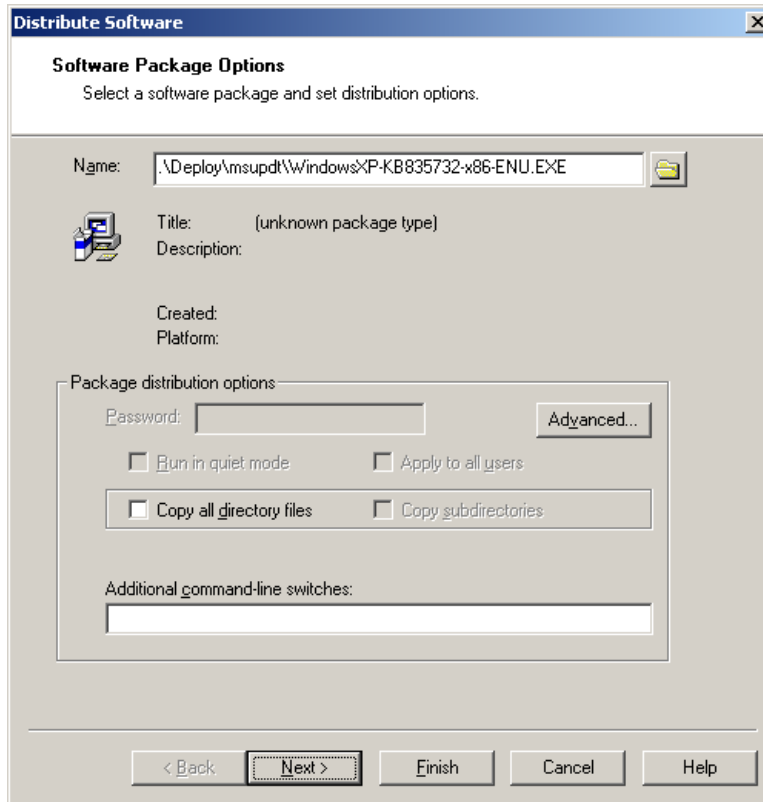 Distribute Software
Software Package Options
Select a software package and set distribution options.
Name: .\Deploy\msupdt\WindowsXP-KB835732-x86-ENU.EXE
Title: (unknown package type)
Description:
Created:
Platform:
Package distribution options
Password: Advanced...
Run in quiet mode Apply to all users
Copy all directory files Copy subdirectories
Additional command-line switches:
< Back Next > Finish Cancel Help